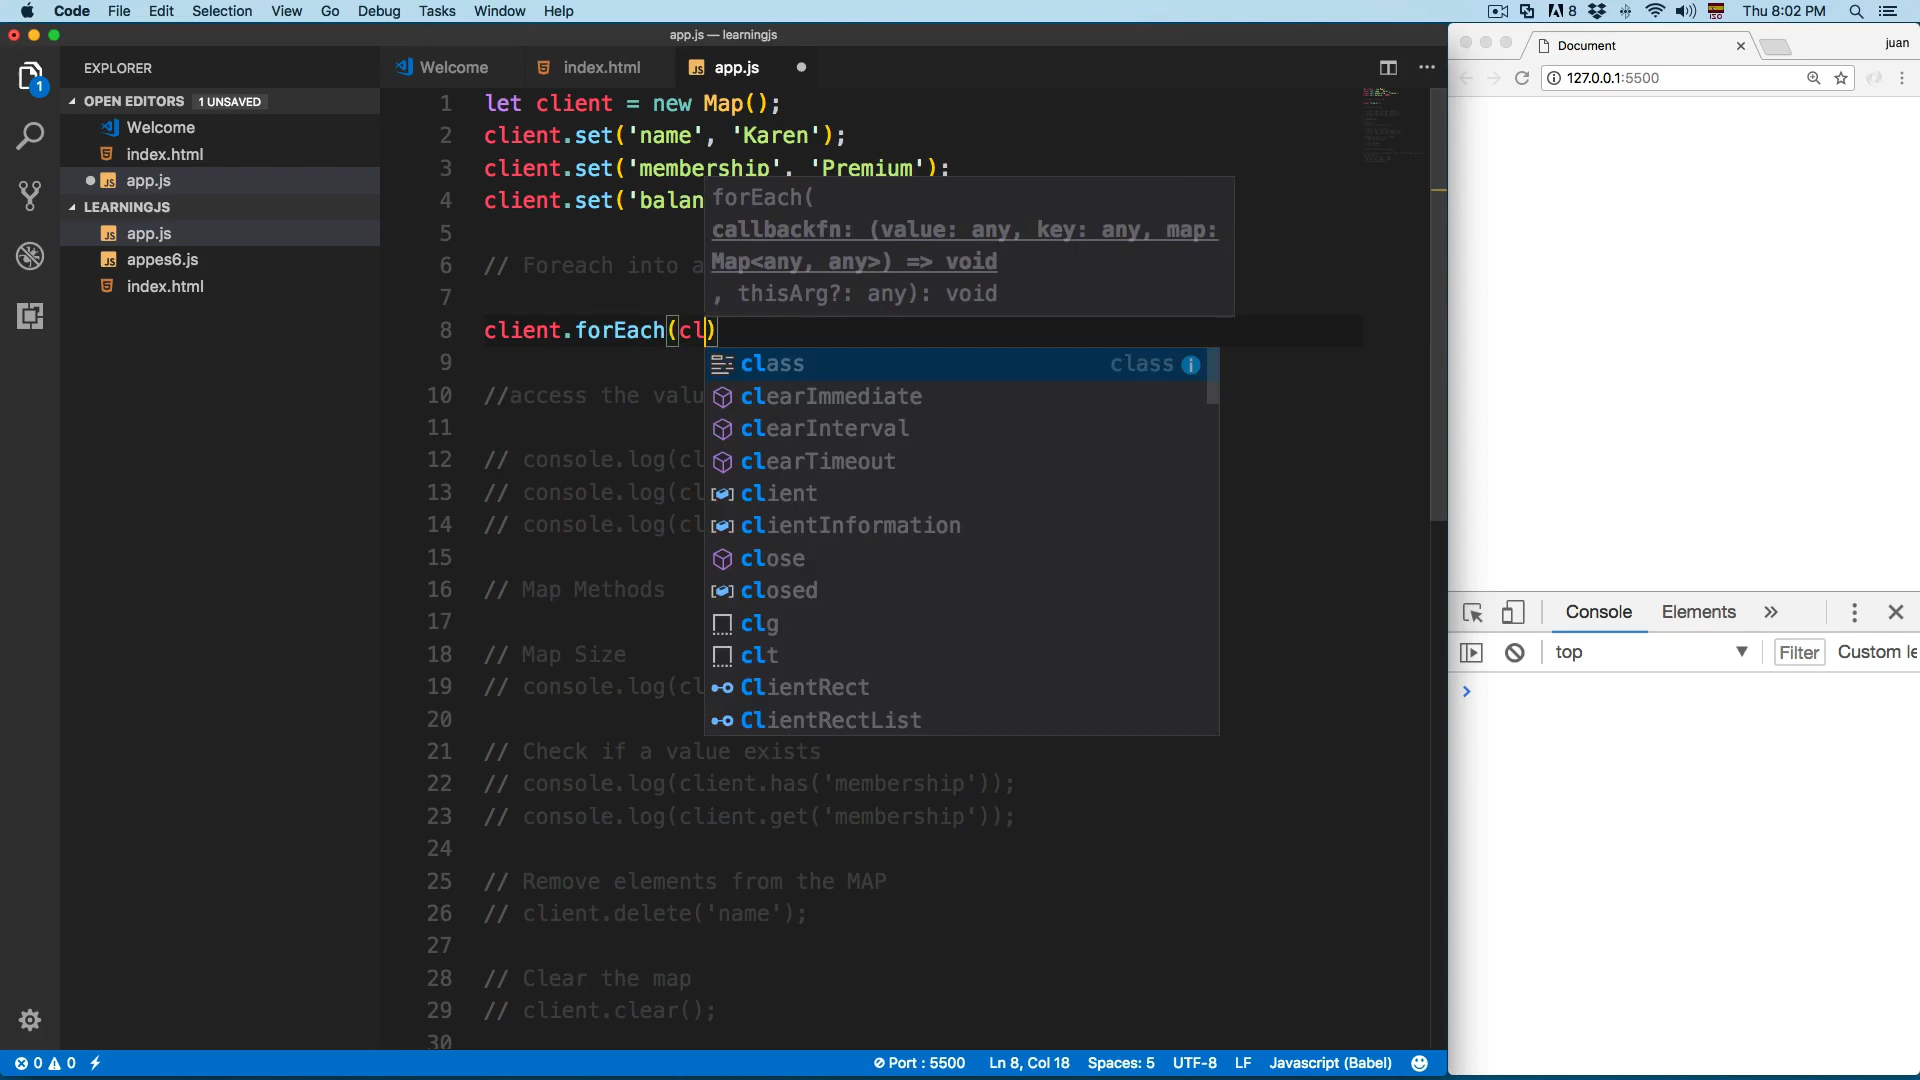 Code File Edit Selection View Go Debug Tasks Window Help
8 Thu 8:02 PM
app.js — learningjs
EXPLORER
OPEN EDITORS 1 UNSAVED
Welcome
index.html
app.js
LEARNINGJS
app.js
appes6.js
index.html
1
Welcome index.html app.js
1 let client = new Map();
2 client.set('name', 'Karen');
3 client.set('membership', 'Premium');
4 client.set('balan
5
6 // Foreach into a
7
8 client.forEach(cl)
9
10 //access the valu
11
12 // console.log(cl
13 // console.log(cl
14 // console.log(cl
15
16 // Map Methods
17
18 // Map Size
19 // console.log(cl
20
21 // Check if a value exists
22 // console.log(client.has('membership'));
23 // console.log(client.get('membership'));
24
25 // Remove elements from the MAP
26 // client.delete('name');
27
28 // Clear the map
29 // client.clear();
30
forEach(
callbackfn: (value: any, key: any, map:
Map<any, any>) => void
, thisArg?: any): void
class class
clearImmediate
clearInterval
clearTimeout
client
clientInformation
close
closed
clg
clt
ClientRect
ClientRectList
0 0 Port : 5500 Ln 8, Col 18 Spaces: 5 UTF-8 LF Javascript (Babel)
Document juan
127.0.0.1:5500
Console Elements »
top Filter Custom le